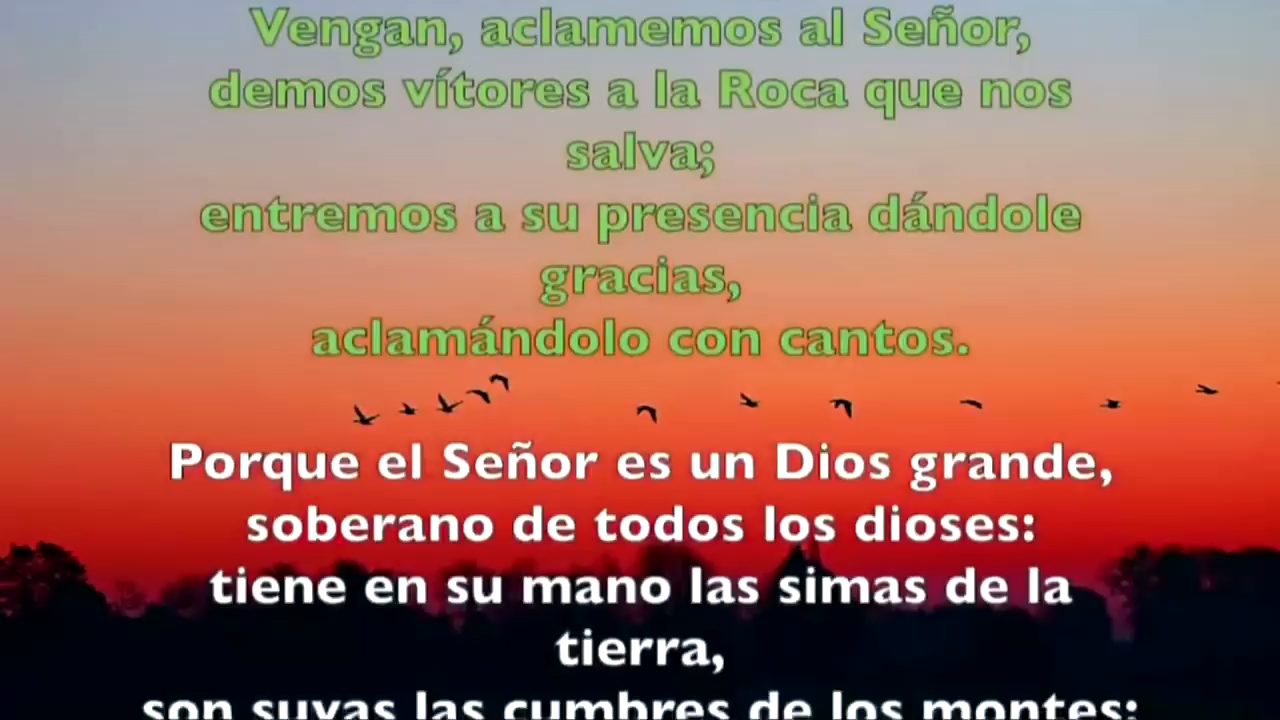 Vengan, aclamemos al Señor,
demos vítores a la Roca que nos
salva;
entremos a su presencia dándole
gracias,
aclamándolo con cantos.
Porque el Señor es un Dios grande,
soberano de todos los dioses:
tiene en su mano las simas de la
tierra,
son suyas las cumbres de los montes;